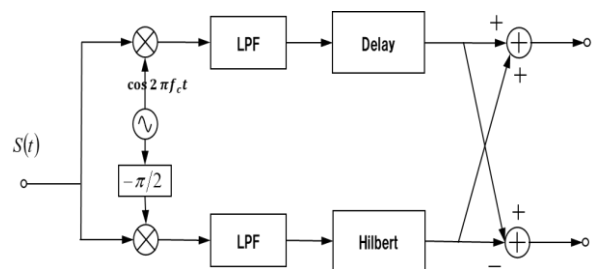 LPF
Delay
+
+
cos 2πf_ct
S(t)
−π/2
LPF
Hilbert
+
−